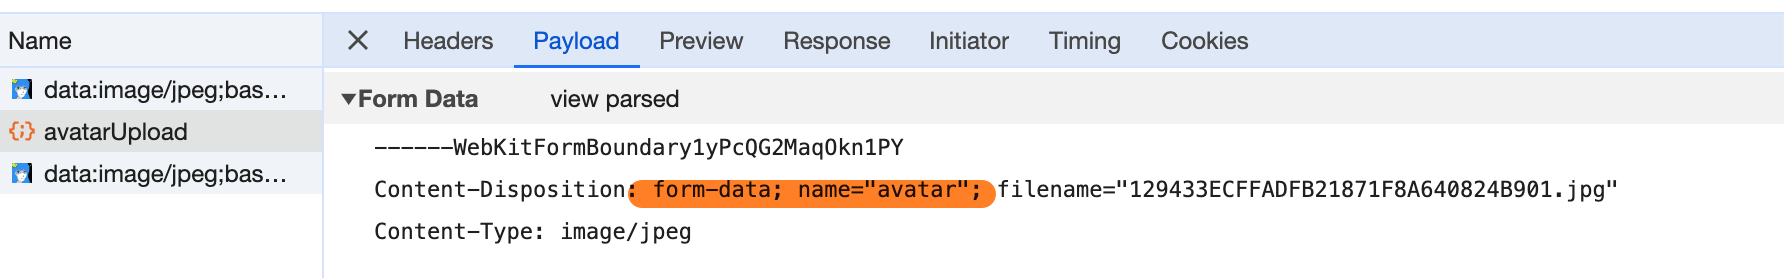 Name
Headers Payload Preview Response Initiator Timing Cookies
data:image/jpeg;bas...
avatarUpload
data:image/jpeg;bas...
▼Form Data view parsed
------WebKitFormBoundary1yPcQG2MaqOkn1PY
Content-Disposition: form-data; name="avatar"; filename="129433ECFFADFB21871F8A640824B901.jpg"
Content-Type: image/jpeg